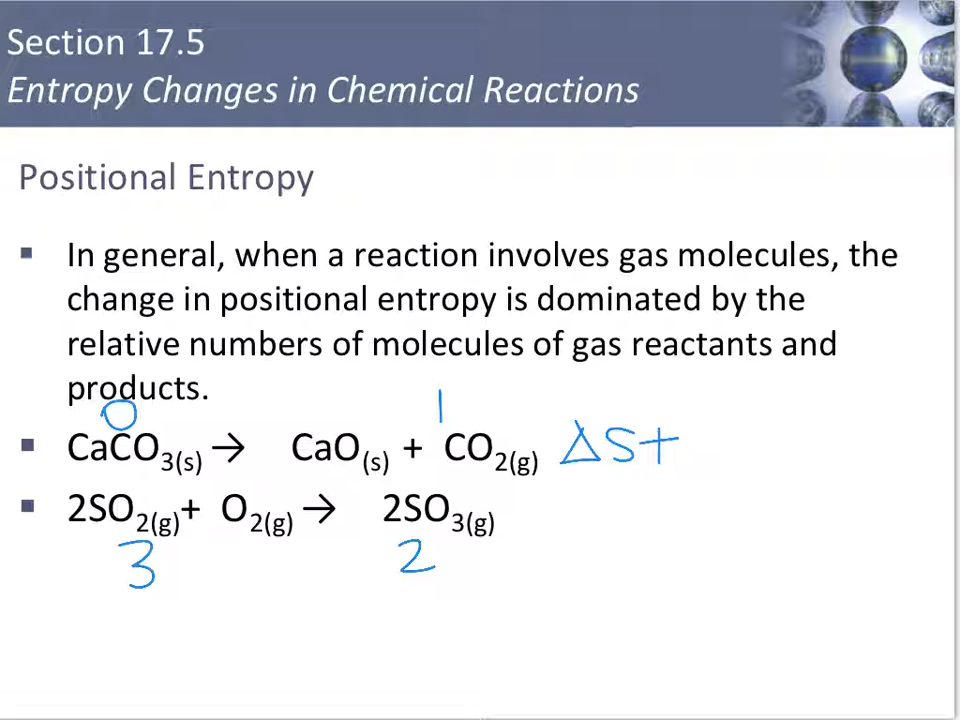 Section 17.5
Entropy Changes in Chemical Reactions
Positional Entropy
▪ In general, when a reaction involves gas molecules, the
change in positional entropy is dominated by the
relative numbers of molecules of gas reactants and
products.
0 1
▪ CaCO₃₍s₎ → CaO₍s₎ + CO₂₍g₎ ΔS+
▪ 2SO₂₍g₎+ O₂₍g₎ → 2SO₃₍g₎
3 2